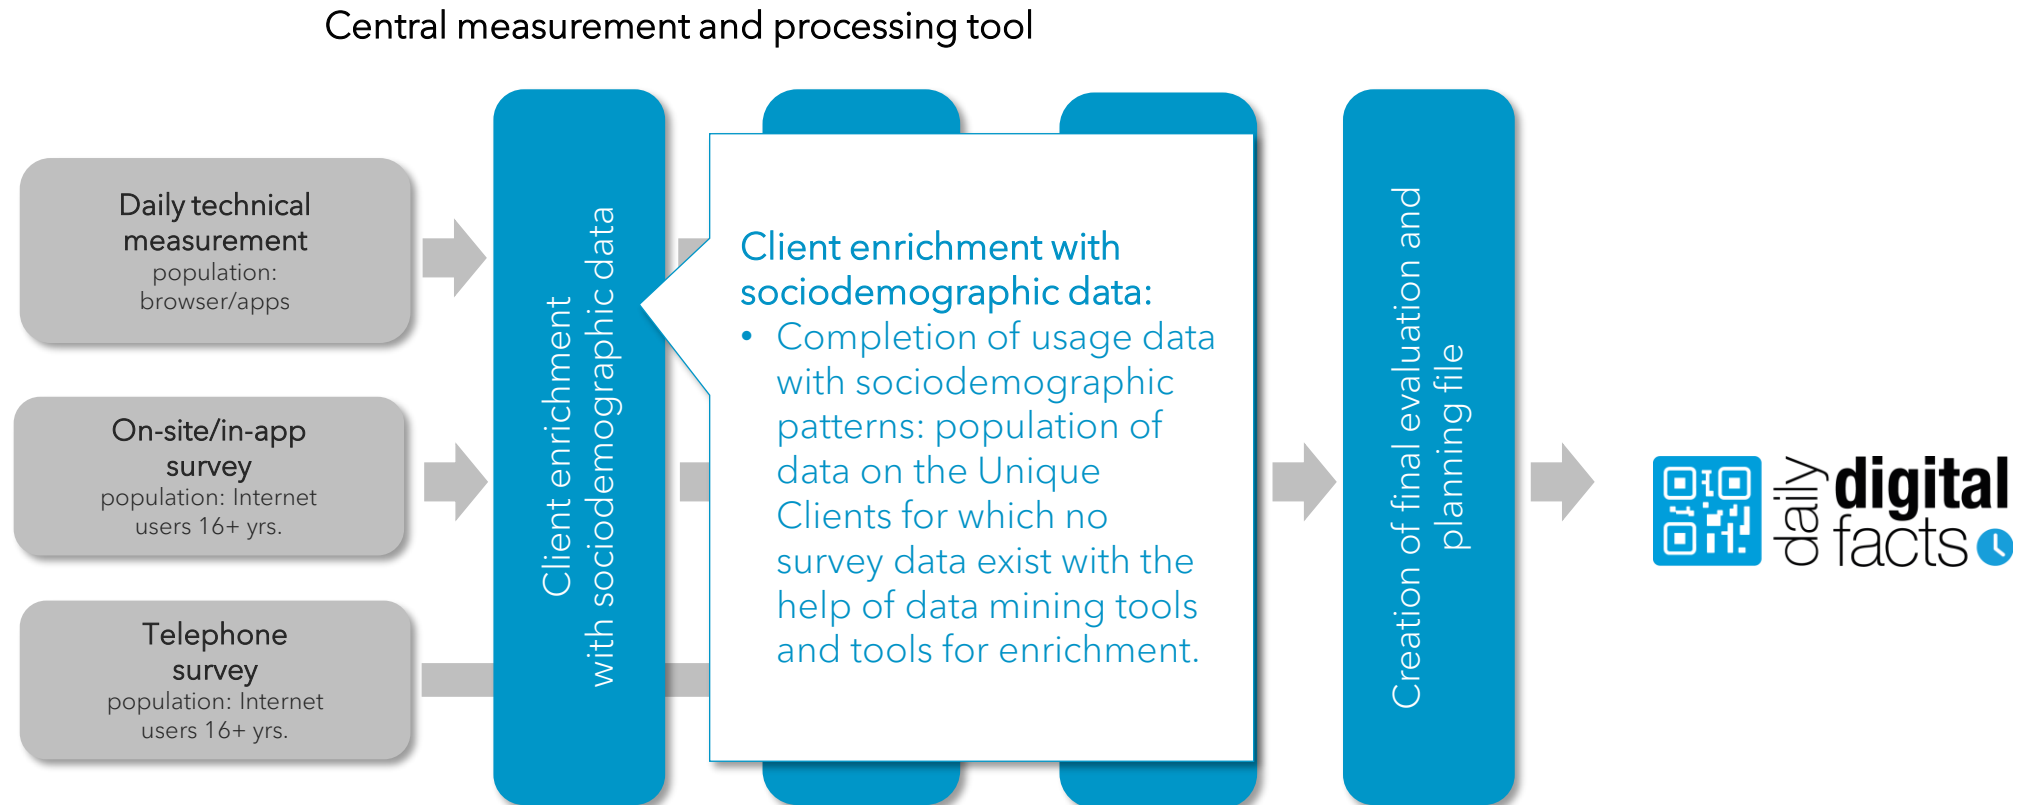 Central measurement and processing tool
Daily technical
measurement
population:
browser/apps
On-site/in-app
survey
population: Internet
users 16+ yrs.
Telephone
survey
population: Internet
users 16+ yrs.
Client enrichment
with sociodemographic data
Client enrichment with
sociodemographic data:
• Completion of usage data
with sociodemographic
patterns: population of
data on the Unique
Clients for which no
survey data exist with the
help of data mining tools
and tools for enrichment.
Creation of final evaluation and
planning file
daily
digital
facts